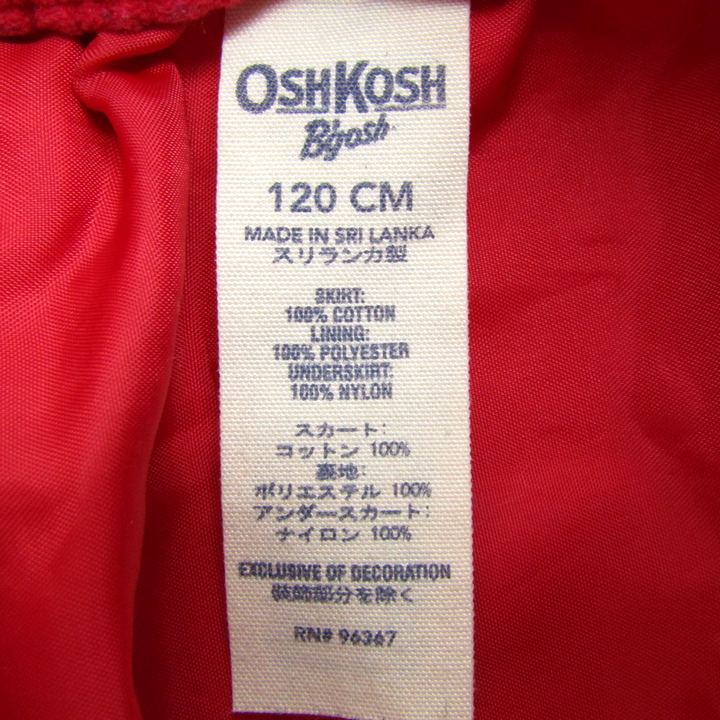 OSHKOSH
B'gosh
120 CM
MADE IN SRI LANKA
スリランカ製
SKIRT:
100% COTTON
LINING:
100% POLYESTER
UNDERSKIRT:
100% NYLON
スカート:
コットン 100%
裏地:
ポリエステル 100%
アンダースカート:
ナイロン 100%
EXCLUSIVE OF DECORATION
装飾部分を除く
RN# 96367